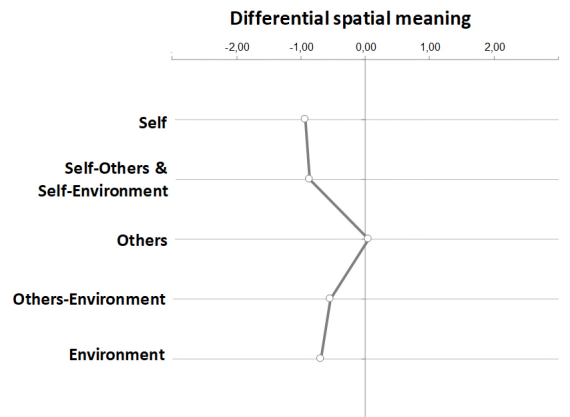 Differential spatial meaning
-2,00 -1,00 0,00 1,00 2,00
Self
Self-Others &
Self-Environment
Others
Others-Environment
Environment